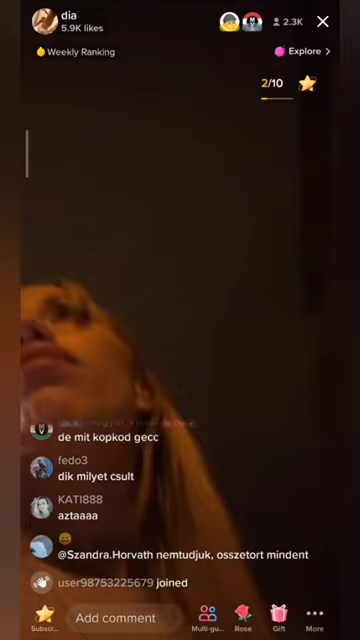 dia
5.9K likes
2.3K
Weekly Ranking
Explore >
2/10
de mit kopkod gecc
fedo3
dik milyet csult
KATI888
aztaaaa
@Szandra.Horvath nemtudjuk, osszetort mindent
user98753225679 joined
Subscr...
Add comment
Multi-gu...
Rose
Gift
More